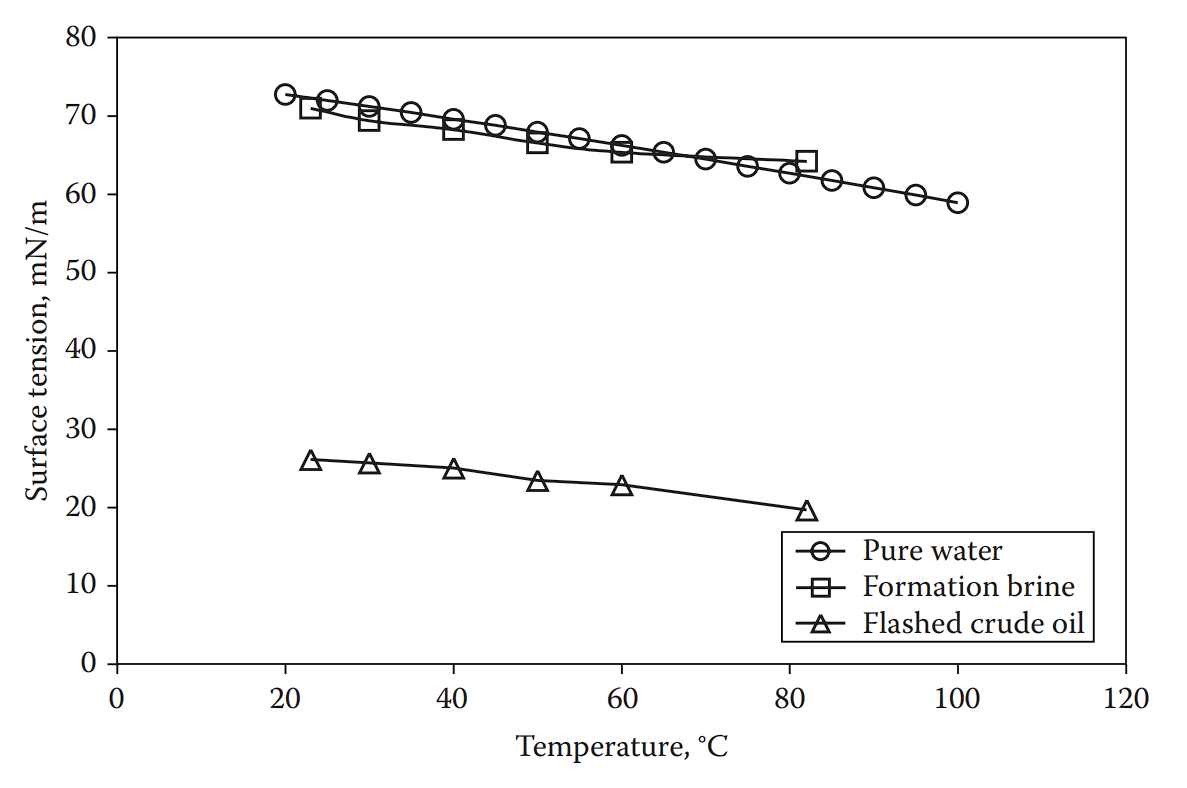 80
70
60
50
40
30
20
10
0
Surface tension, mN/m
Pure water
Formation brine
Flashed crude oil
0 20 40 60 80 100 120
Temperature, °C